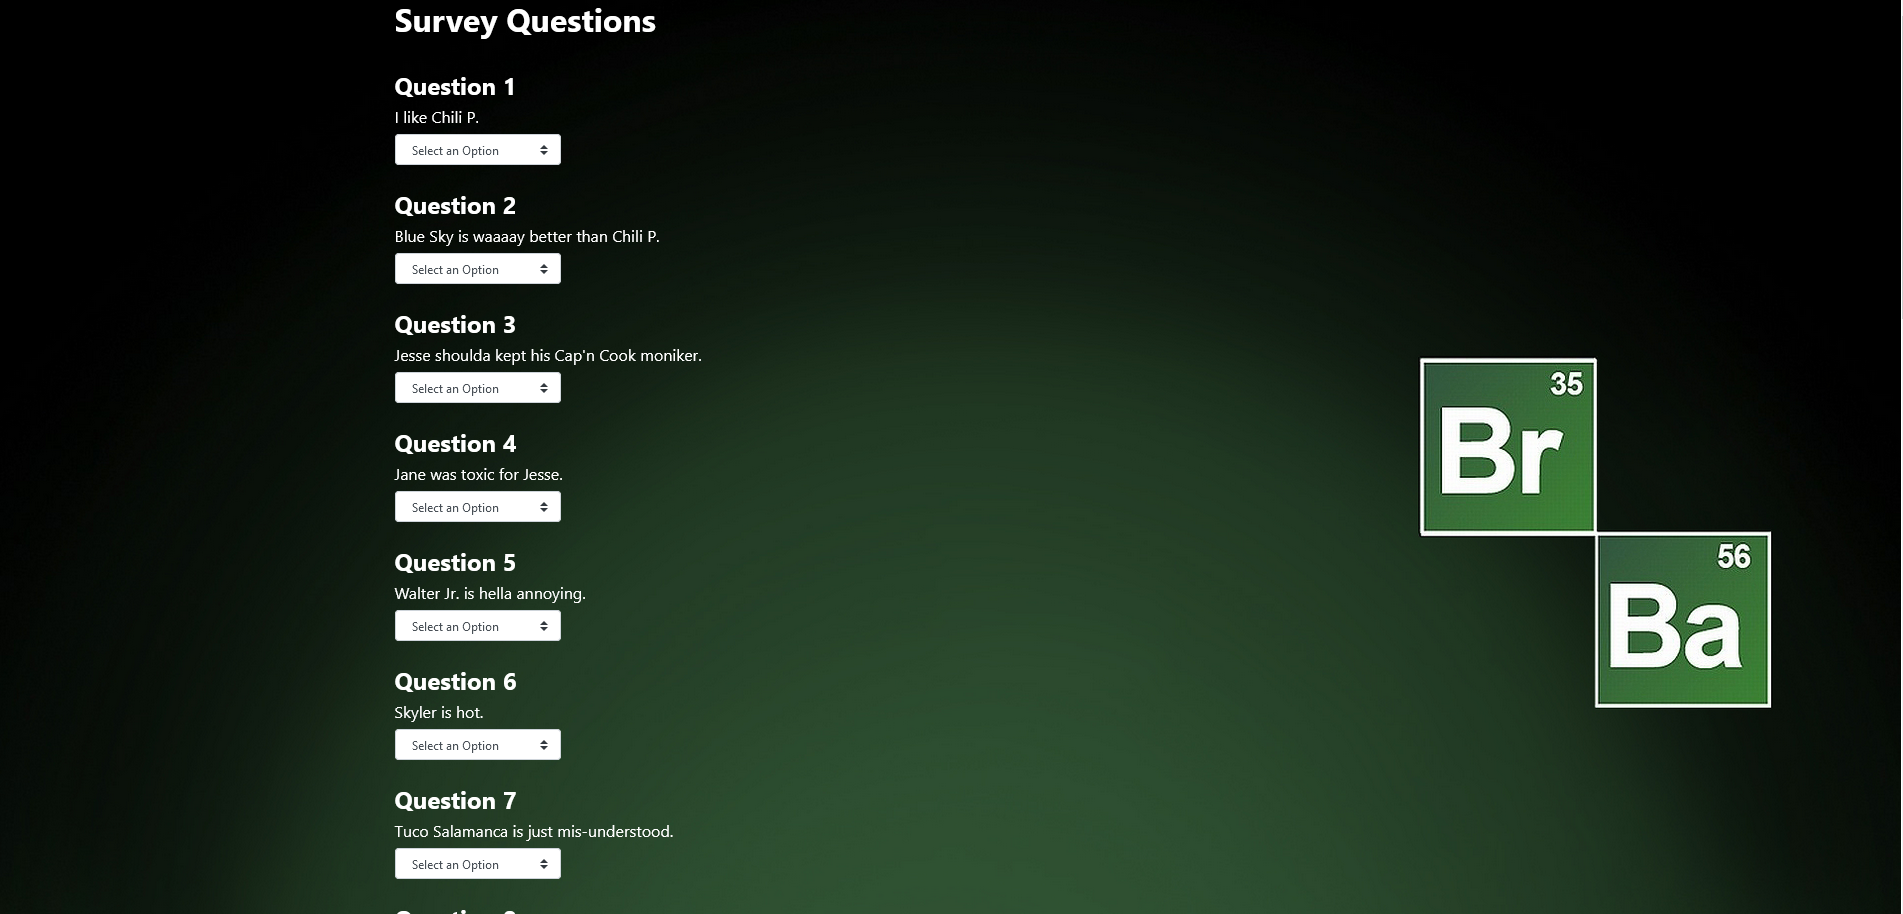 Survey Questions
Question 1
I like Chili P.
Select an Option
Question 2
Blue Sky is waaaay better than Chili P.
Select an Option
Question 3
Jesse shoulda kept his Cap'n Cook moniker.
Select an Option
Question 4
Jane was toxic for Jesse.
Select an Option
Question 5
Walter Jr. is hella annoying.
Select an Option
Question 6
Skyler is hot.
Select an Option
Question 7
Tuco Salamanca is just mis-understood.
Select an Option
35
Br
56
Ba